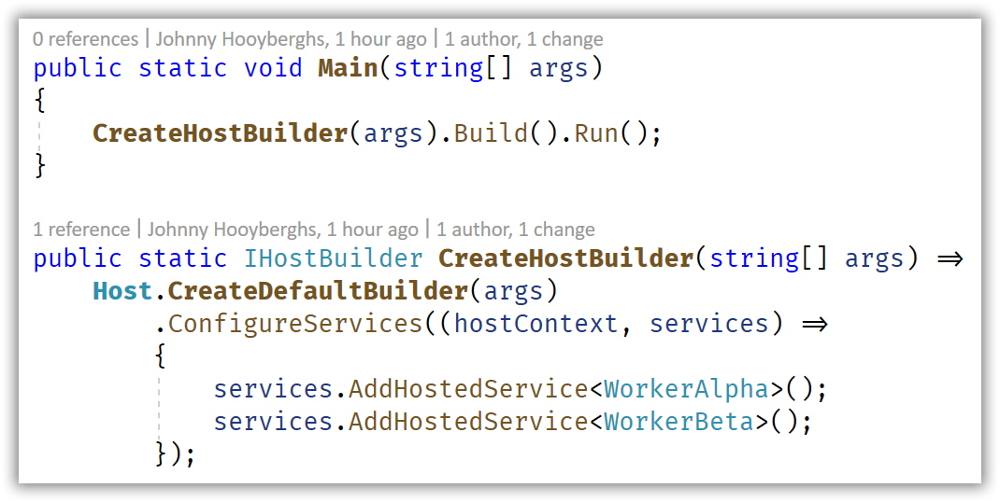 0 references | Johnny Hooyberghs, 1 hour ago | 1 author, 1 change
public static void Main(string[] args)
{
    CreateHostBuilder(args).Build().Run();
}
1 reference | Johnny Hooyberghs, 1 hour ago | 1 author, 1 change
public static IHostBuilder CreateHostBuilder(string[] args) =>
    Host.CreateDefaultBuilder(args)
        .ConfigureServices((hostContext, services) =>
        {
            services.AddHostedService<WorkerAlpha>();
            services.AddHostedService<WorkerBeta>();
        });